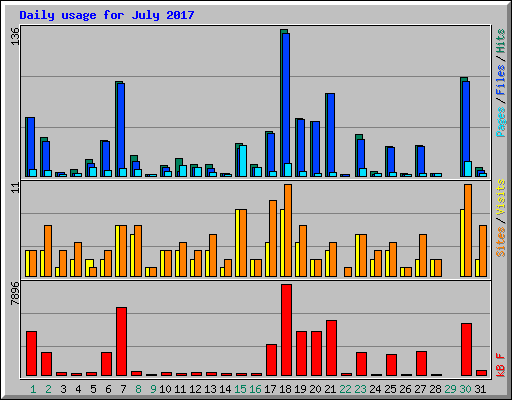 Daily usage for July 2017
136
Pages / Files / Hits
11
Sites / Visits
7896
kB F
1 2 3 4 5 6 7 8 9 10 11 12 13 14 15 16 17 18 19 20 21 22 23 24 25 26 27 28 29 30 31